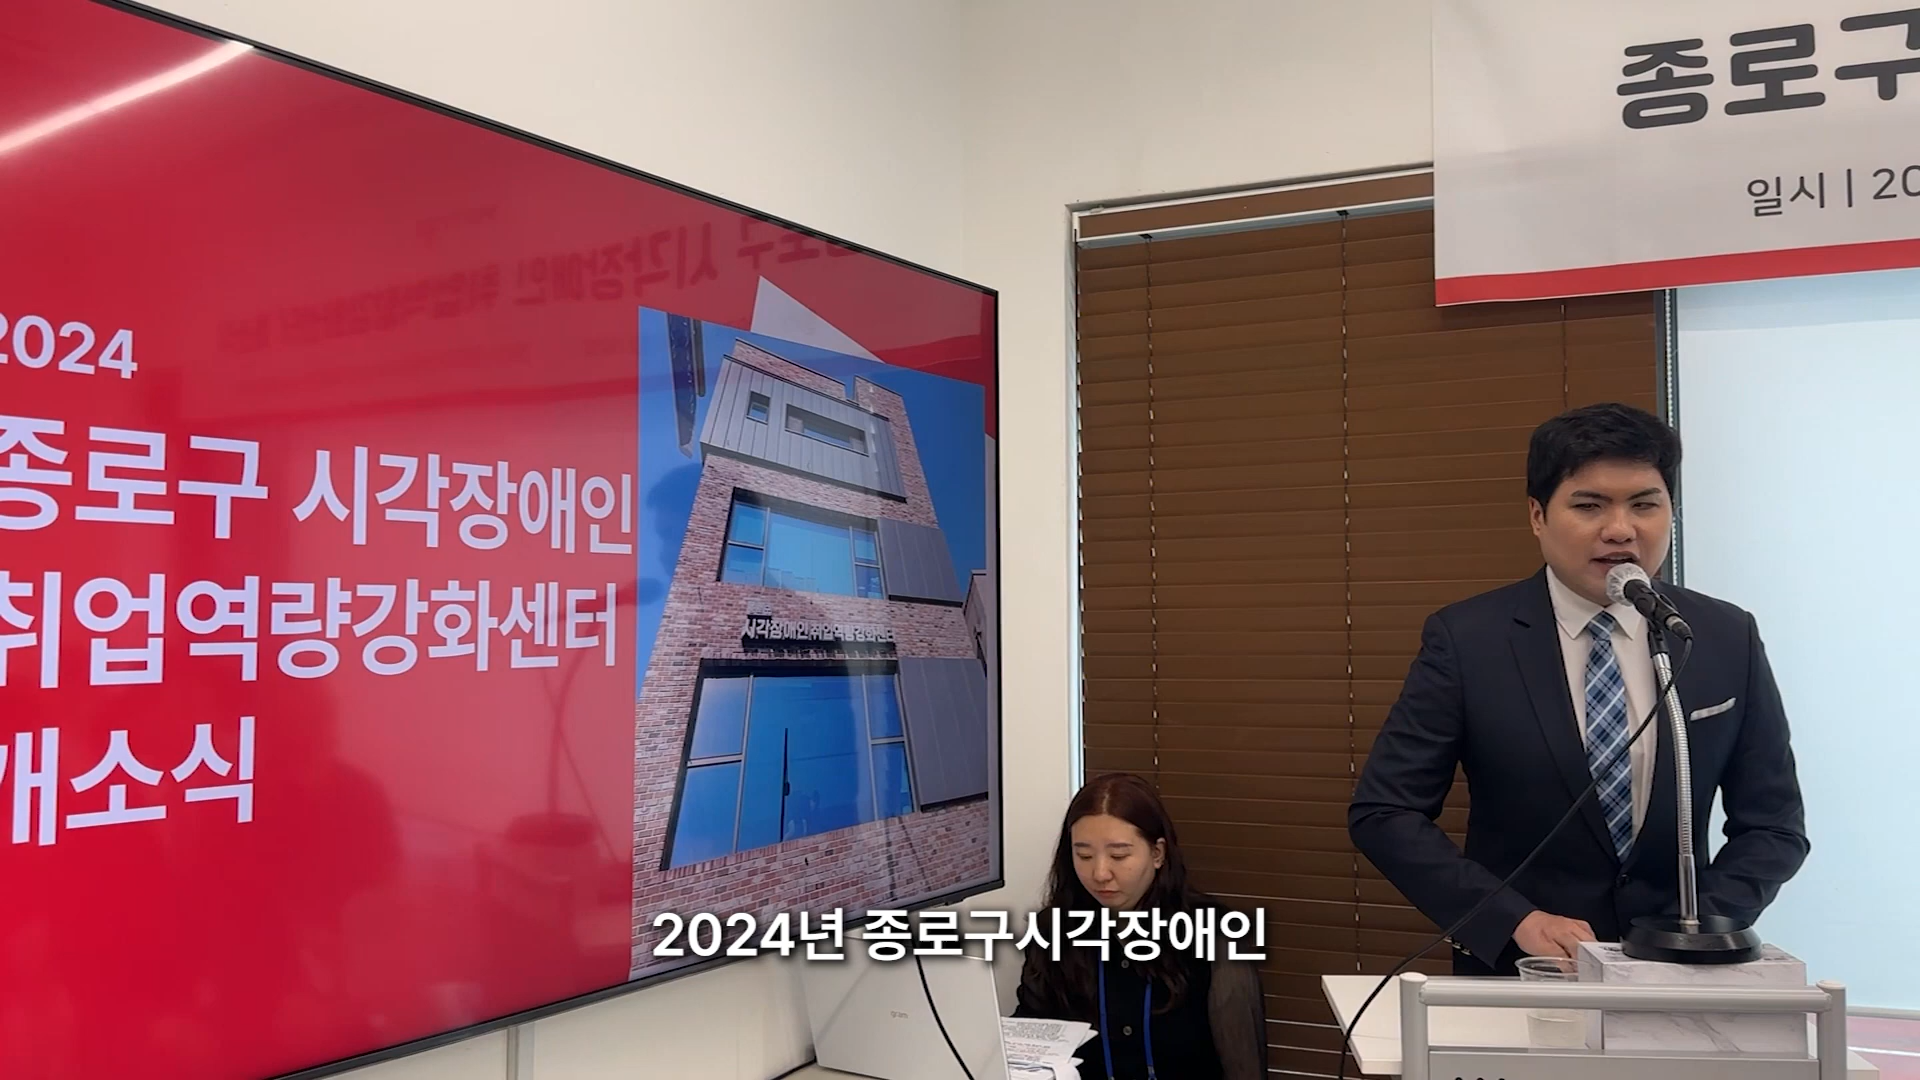 2024
종로구 시각장애인
취업역량강화센터
개소식
시각장애인 취업역량강화센터
종로구
일시 | 20
gram
2024년 종로구시각장애인